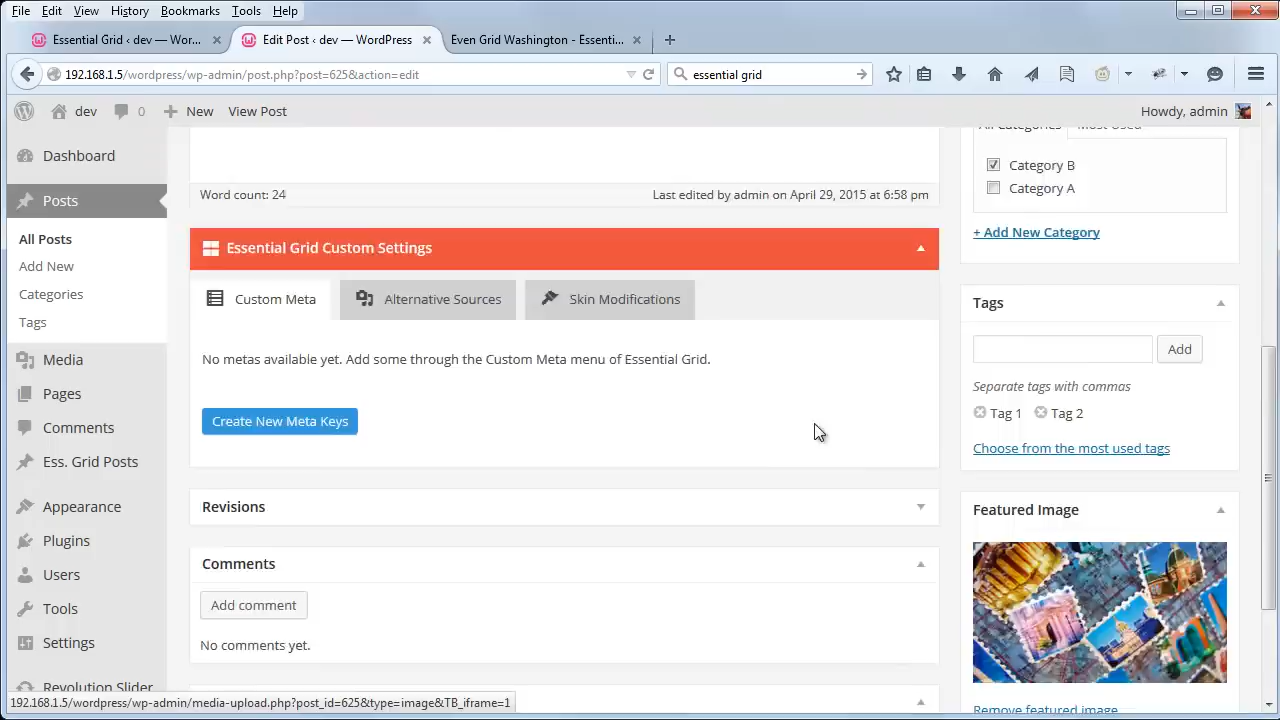 File Edit View History Bookmarks Tools Help
Essential Grid ‹ dev — Wor...
Edit Post ‹ dev — WordPress
Even Grid Washington - Essenti...
192.168.1.5/wordpress/wp-admin/post.php?post=625&action=edit
essential grid
dev
0
New
View Post
Howdy, admin
Dashboard
Posts
All Posts
Add New
Categories
Tags
Media
Pages
Comments
Ess. Grid Posts
Appearance
Plugins
Users
Tools
Settings
Revolution Slider
Word count: 24
Last edited by admin on April 29, 2015 at 6:58 pm
Essential Grid Custom Settings
Custom Meta
Alternative Sources
Skin Modifications
No metas available yet. Add some through the Custom Meta menu of Essential Grid.
Create New Meta Keys
Revisions
Comments
Add comment
No comments yet.
All Categories
Most Used
Category B
Category A
+ Add New Category
Tags
Add
Separate tags with commas
Tag 1
Tag 2
Choose from the most used tags
Featured Image
Remove featured image
192.168.1.5/wordpress/wp-admin/media-upload.php?post_id=625&type=image&TB_iframe=1